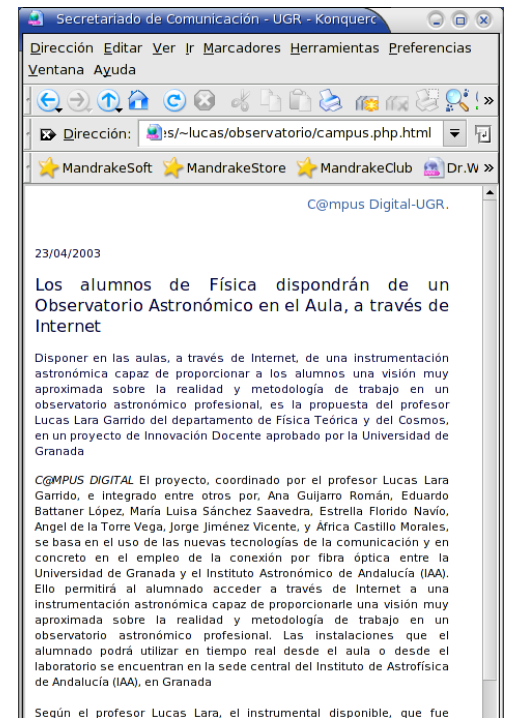 Secretariado de Comunicación - UGR - Konquerc
Dirección Editar Ver Ir Marcadores Herramientas Preferencias
Ventana Ayuda
Dirección: s/~lucas/observatorio/campus.php.html
MandrakeSoft MandrakeStore MandrakeClub Dr.W
C@mpus Digital-UGR.
23/04/2003
Los alumnos de Física dispondrán de un
Observatorio Astronómico en el Aula, a través de
Internet
Disponer en las aulas, a través de Internet, de una instrumentación
astronómica capaz de proporcionar a los alumnos una visión muy
aproximada sobre la realidad y metodología de trabajo en un
observatorio astronómico profesional, es la propuesta del profesor
Lucas Lara Garrido del departamento de Física Teórica y del Cosmos,
en un proyecto de Innovación Docente aprobado por la Universidad de
Granada
C@MPUS DIGITAL El proyecto, coordinado por el profesor Lucas Lara
Garrido, e integrado entre otros por, Ana Guijarro Román, Eduardo
Battaner López, María Luisa Sánchez Saavedra, Estrella Florido Navío,
Angel de la Torre Vega, Jorge Jiménez Vicente, y África Castillo Morales,
se basa en el uso de las nuevas tecnologías de la comunicación y en
concreto en el empleo de la conexión por fibra óptica entre la
Universidad de Granada y el Instituto Astronómico de Andalucía (IAA).
Ello permitirá al alumnado acceder a través de Internet a una
instrumentación astronómica capaz de proporcionarle una visión muy
aproximada sobre la realidad y metodología de trabajo en un
observatorio astronómico profesional. Las instalaciones que el
alumnado podrá utilizar en tiempo real desde el aula o desde el
laboratorio se encuentran en la sede central del Instituto de Astrofísica
de Andalucía (IAA), en Granada
Según el profesor Lucas Lara, el instrumental disponible, que fue